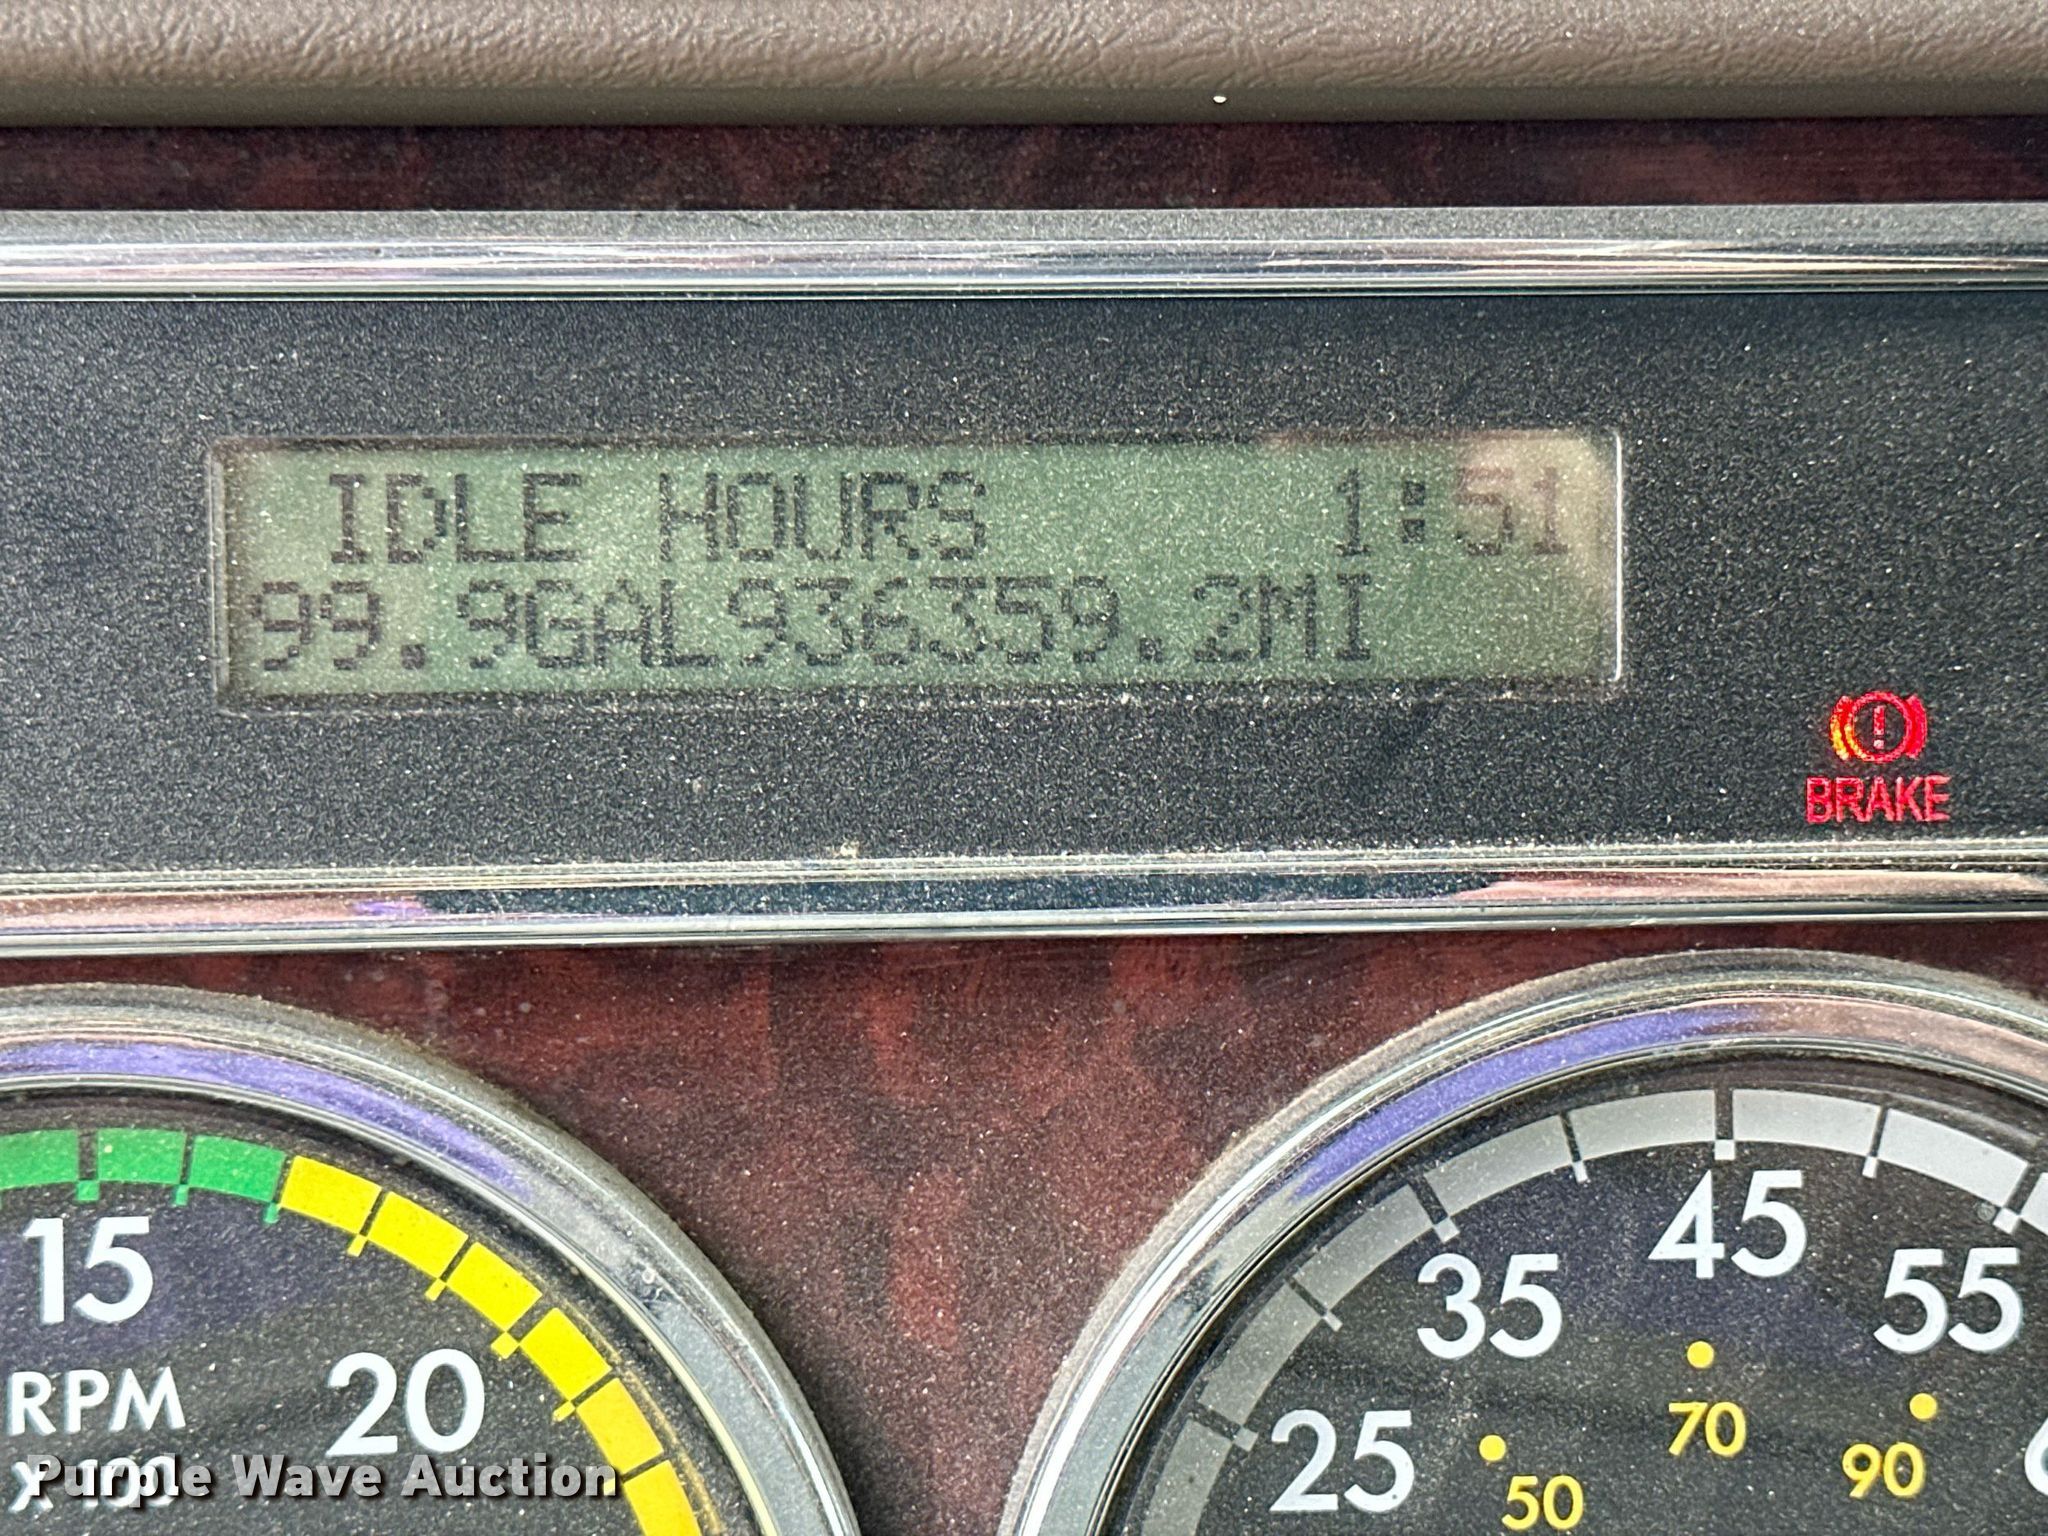 IDLE HOURS 1:51
99.9GAL936359.2MI
BRAKE
15
20
RPM
X 100
25
35
45
55
50
70
90
Purple Wave Auction